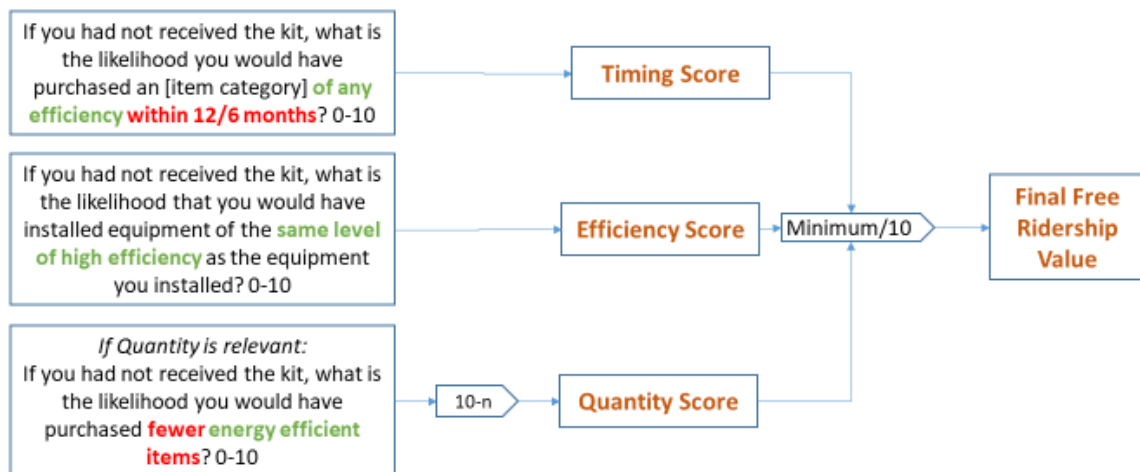 If you had not received the kit, what is
the likelihood you would have
purchased an [item category] of any
efficiency within 12/6 months? 0-10
Timing Score
If you had not received the kit, what is
the likelihood that you would have
installed equipment of the same level
of high efficiency as the equipment
you installed? 0-10
Efficiency Score
Minimum/10
Final Free
Ridership
Value
If Quantity is relevant:
If you had not received the kit, what is
the likelihood you would have
purchased fewer energy efficient
items? 0-10
10-n
Quantity Score